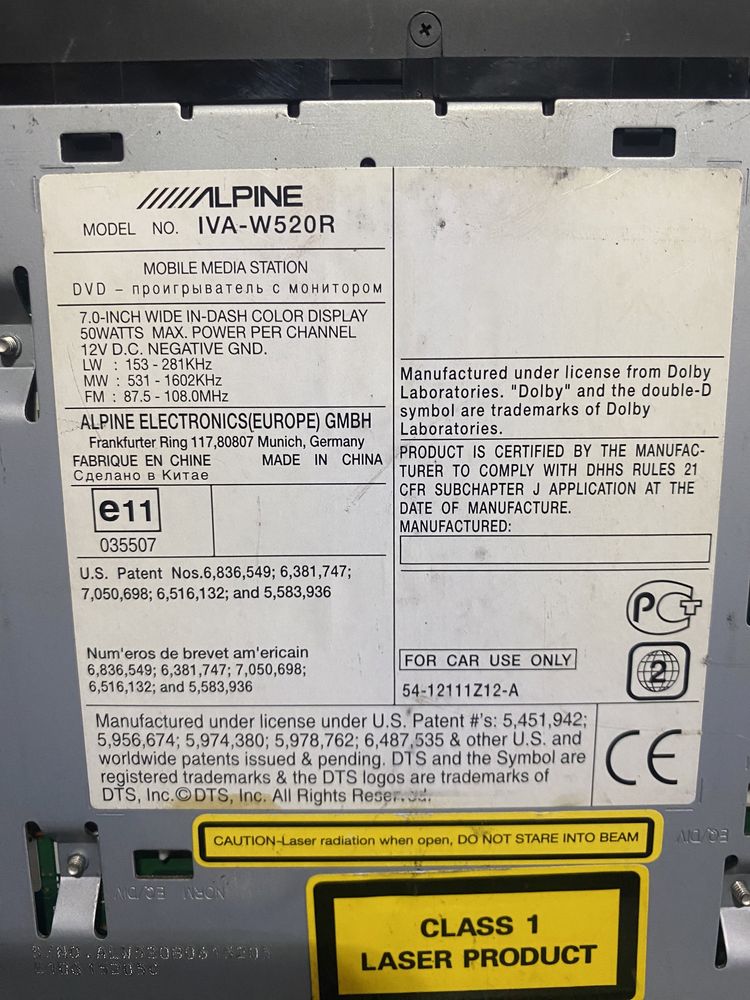 ALPINE
MODEL NO. IVA-W520R
MOBILE MEDIA STATION
DVD – проигрыватель с монитором
7.0-INCH WIDE IN-DASH COLOR DISPLAY
50WATTS MAX. POWER PER CHANNEL
12V D.C. NEGATIVE GND.
LW : 153 - 281KHz
MW : 531 - 1602KHz
FM : 87.5 - 108.0MHz
ALPINE ELECTRONICS(EUROPE) GMBH
Frankfurter Ring 117,80807 Munich, Germany
FABRIQUE EN CHINE MADE IN CHINA
Сделано в Китае
e11
035507
U.S. Patent Nos.6,836,549; 6,381,747;
7,050,698; 6,516,132; and 5,583,936
Num'eros de brevet am'ericain
6,836,549; 6,381,747; 7,050,698;
6,516,132; and 5,583,936
Manufactured under license from Dolby
Laboratories. "Dolby" and the double-D
symbol are trademarks of Dolby
Laboratories.
PRODUCT IS CERTIFIED BY THE MANUFAC-
TURER TO COMPLY WITH DHHS RULES 21
CFR SUBCHAPTER J APPLICATION AT THE
DATE OF MANUFACTURE.
MANUFACTURED:
РСТ
FOR CAR USE ONLY
2
54-12111Z12-A
Manufactured under license under U.S. Patent #'s: 5,451,942;
5,956,674; 5,974,380; 5,978,762; 6,487,535 & other U.S. and
worldwide patents issued & pending. DTS and the Symbol are
registered trademarks & the DTS logos are trademarks of
DTS, Inc.©DTS, Inc. All Rights Reserved.
CE
CAUTION-Laser radiation when open, DO NOT STARE INTO BEAM
EQ/DIV NORM
EQ/DIV
CLASS 1
LASER PRODUCT